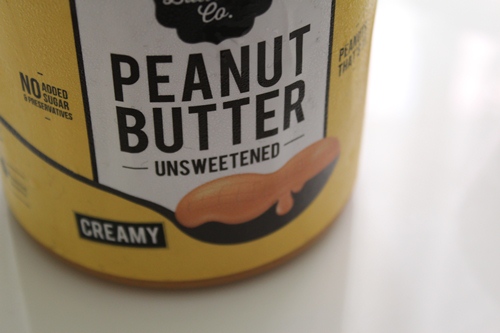 Co.
PEANUT
BUTTER
UNSWEETENED
CREAMY
NO ADDED
SUGAR
& PRESERVATIVES